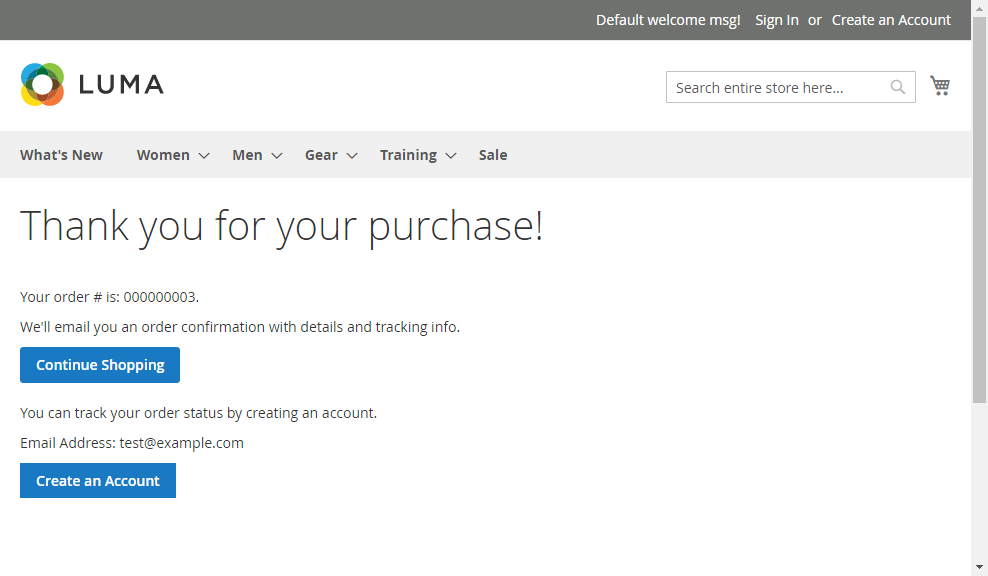 Default welcome msg! Sign In or Create an Account
LUMA
Search entire store here...
What's New Women Men Gear Training Sale
Thank you for your purchase!
Your order # is: 000000003.
We'll email you an order confirmation with details and tracking info.
Continue Shopping
You can track your order status by creating an account.
Email Address: test@example.com
Create an Account